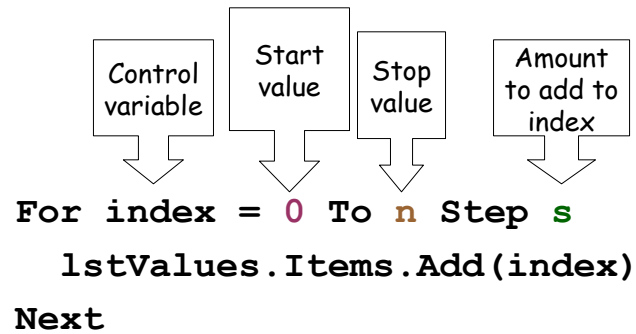 Control
variable
Start
value
Stop
value
Amount
to add to
index
For index = 0 To n Step s
lstValues.Items.Add(index)
Next